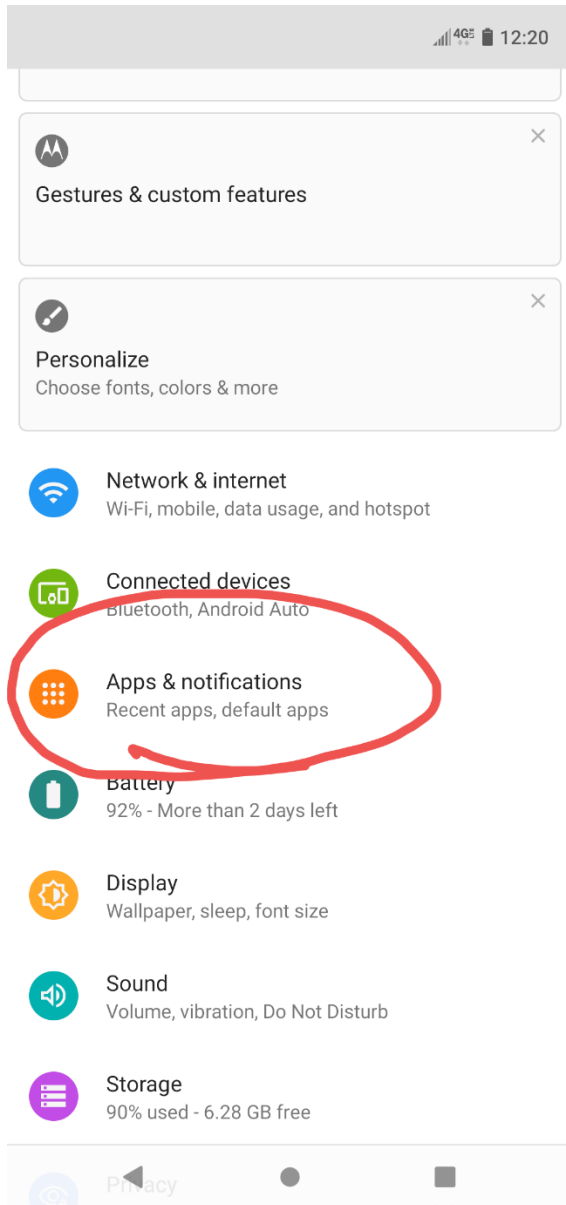 4GE 12:20
Gestures & custom features
Personalize
Choose fonts, colors & more
Network & internet
Wi-Fi, mobile, data usage, and hotspot
Connected devices
Bluetooth, Android Auto
Apps & notifications
Recent apps, default apps
Battery
92% - More than 2 days left
Display
Wallpaper, sleep, font size
Sound
Volume, vibration, Do Not Disturb
Storage
90% used - 6.28 GB free
Privacy